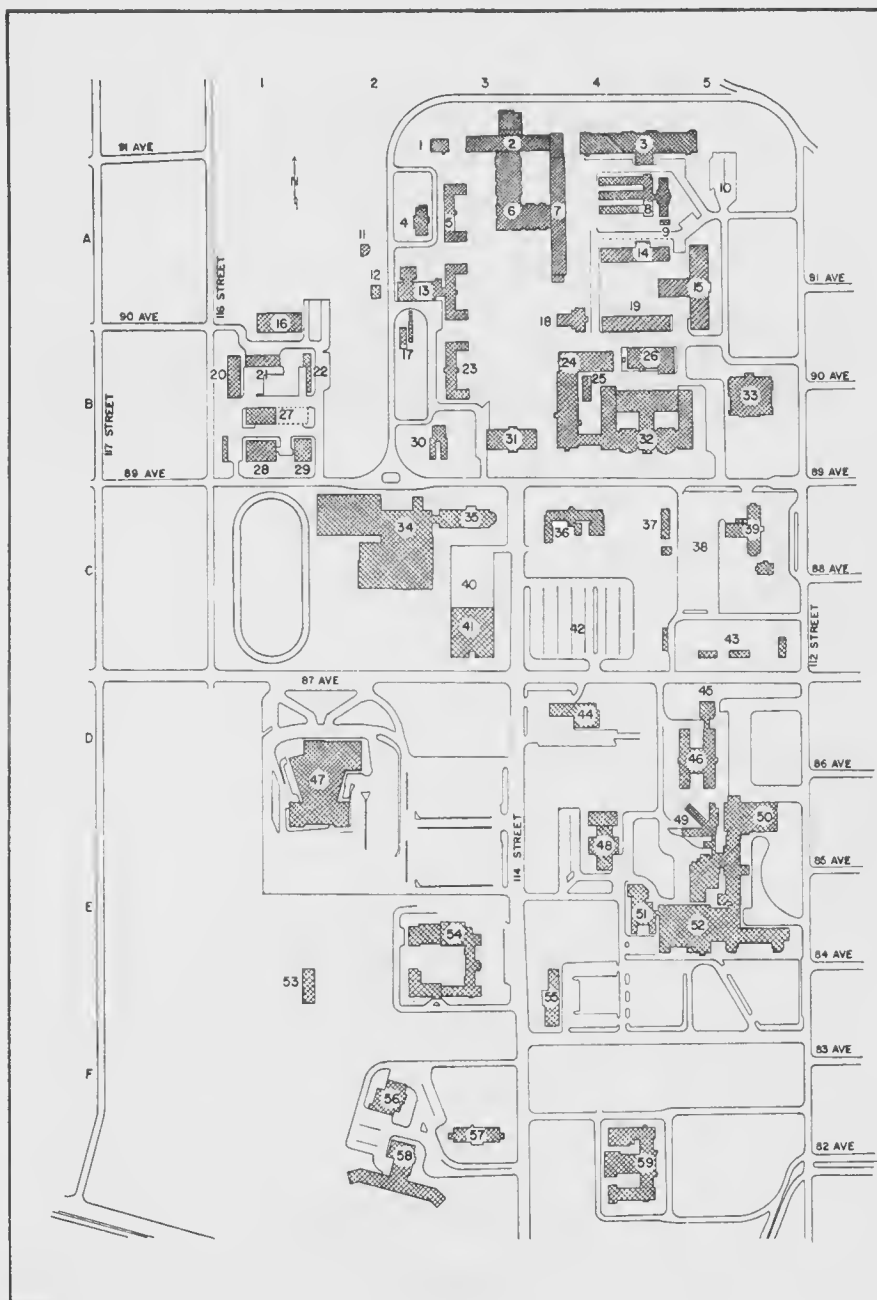 1 2 3 4 5
91 AVE
1 2 3
N
4 5 6 7 8 9 10
A
11
12 13 14 15
116 STREET
91 AVE
90 AVE
16 17 18 19
20 21 22 23 24 25 26
90 AVE
B
27 33
117 STREET
28 29 30 31 32
89 AVE
89 AVE
34 35 36 37 38 39
C
40
88 AVE
41 42 43
112 STREET
87 AVE
44 45
D
46
86 AVE
47
48 49 50
114 STREET
85 AVE
E
51 52
54
84 AVE
53 55
83 AVE
F
56 57
82 AVE
58 59